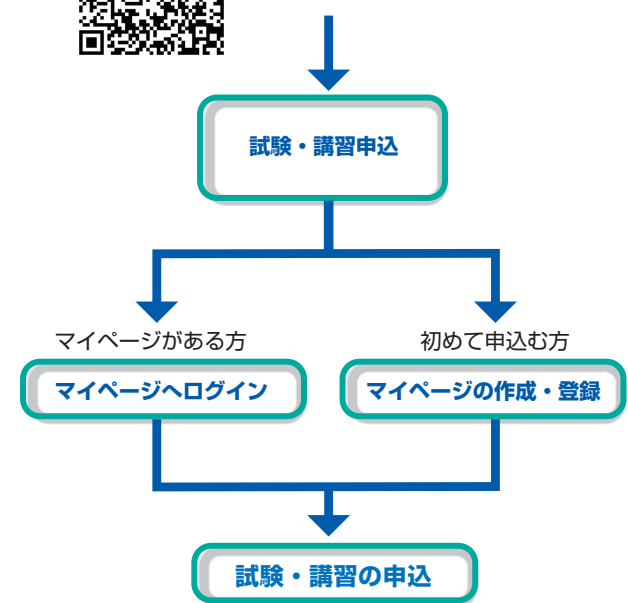 試験・講習申込
マイページがある方
初めて申込む方
マイページへログイン
マイページの作成・登録
試験・講習の申込